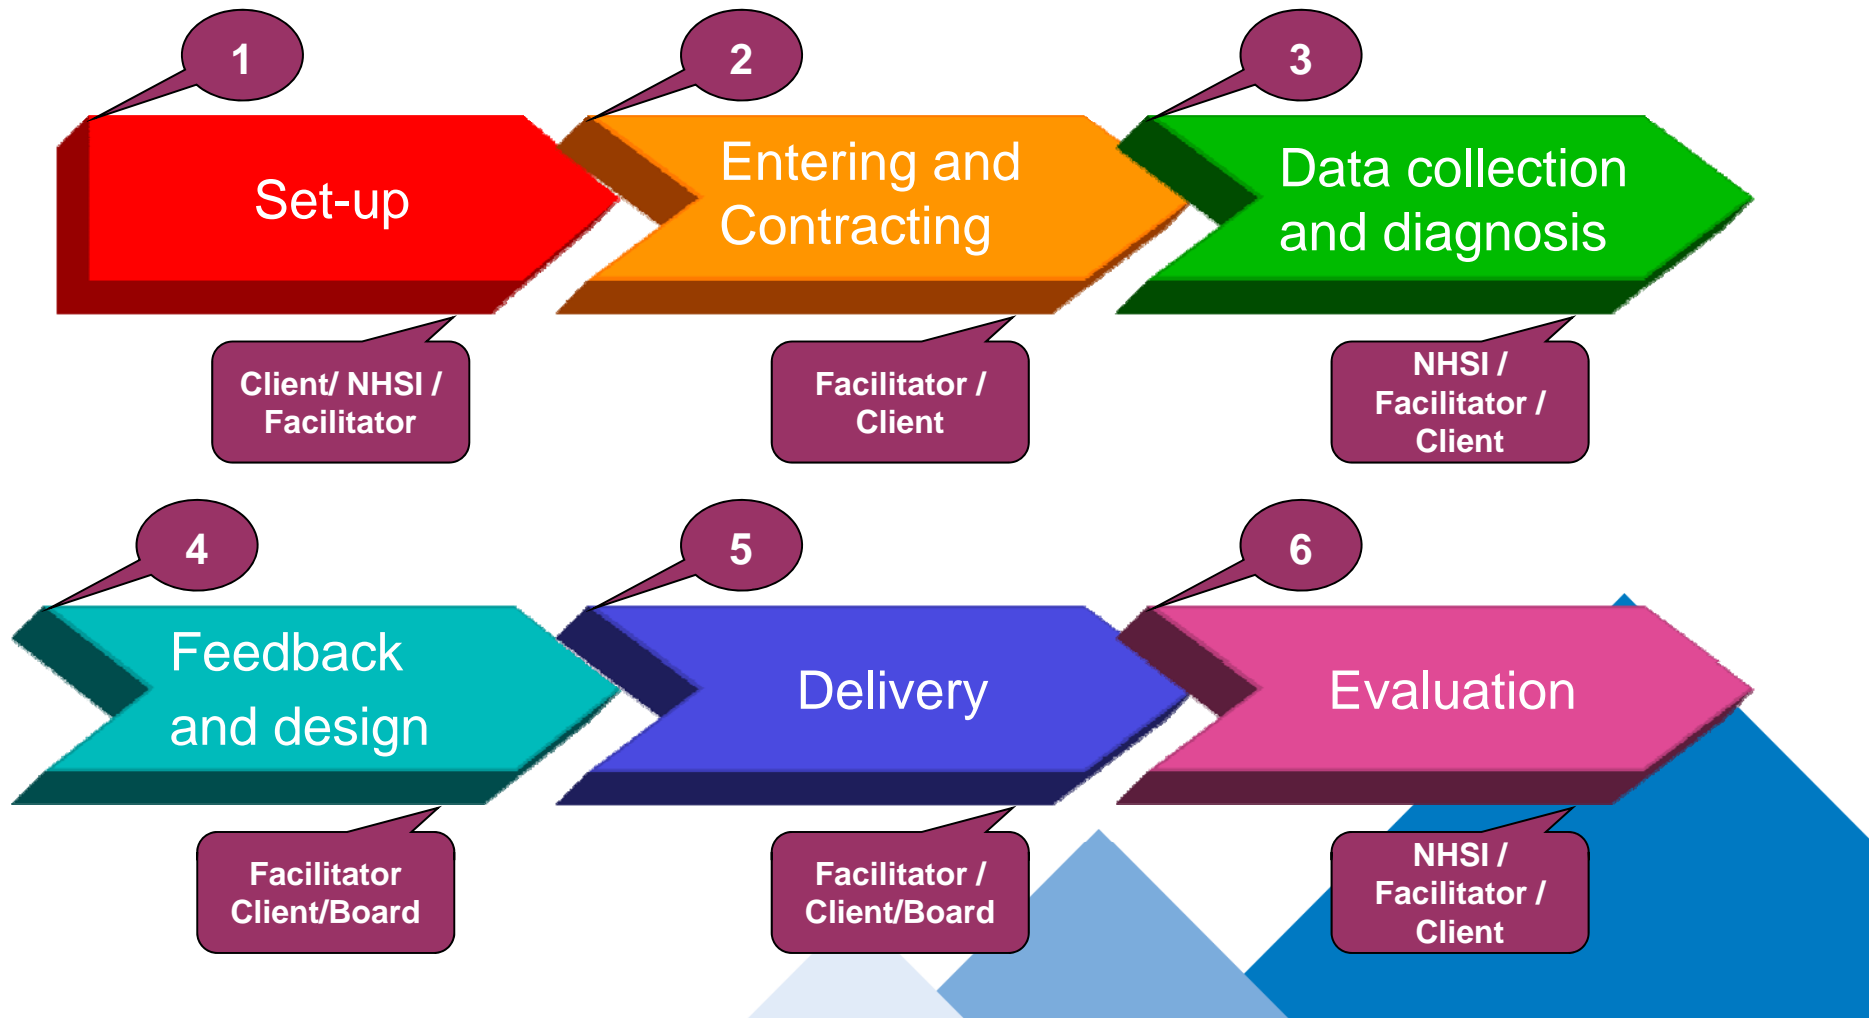 1
2
3
Set-up
Entering and
Contracting
Data collection
and diagnosis
Client/ NHSI /
Facilitator
Facilitator /
Client
NHSI /
Facilitator /
Client
4
5
6
Feedback
and design
Delivery
Evaluation
Facilitator
Client/Board
Facilitator /
Client/Board
NHSI /
Facilitator /
Client